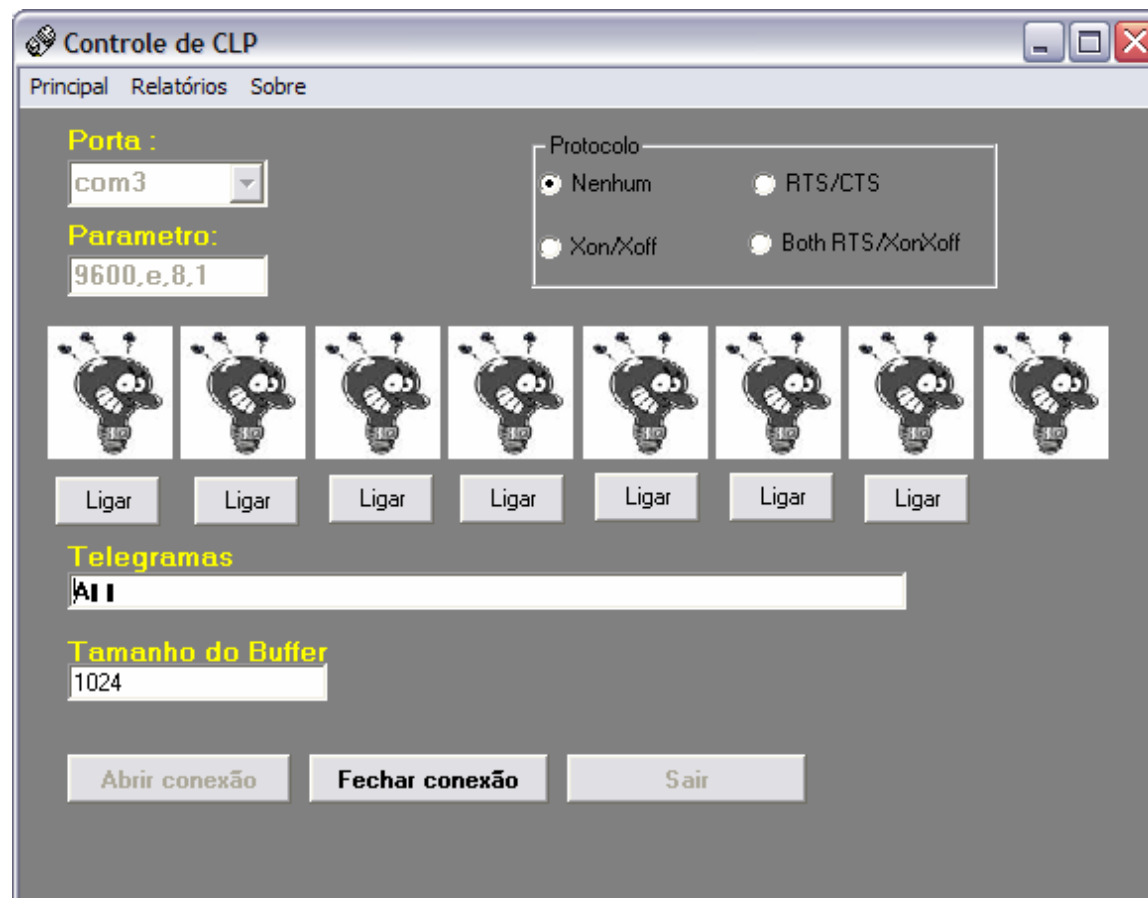 Controle de CLP
Principal Relatórios Sobre
Porta :
com3
Parametro:
9600,e,8,1
Protocolo
Nenhum RTS/CTS
Xon/Xoff Both RTS/XonXoff
Ligar Ligar Ligar Ligar Ligar Ligar Ligar
Telegramas
Tamanho do Buffer
1024
Abrir conexão Fechar conexão Sair